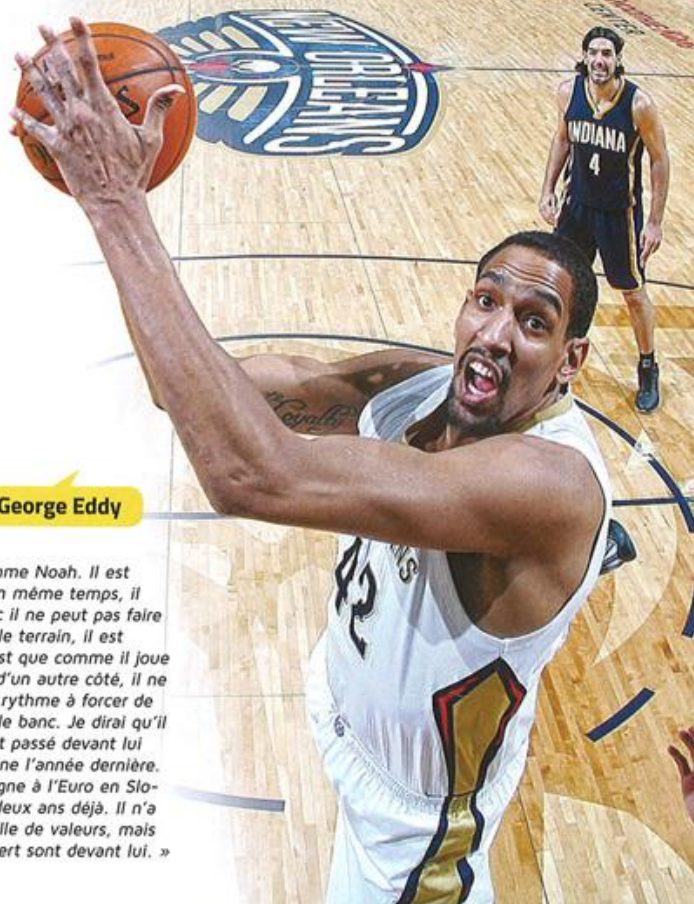 NEW ORLEANS
CENTER
INDIANA
4
Loyalty
42
George Eddy
mme Noah. Il est
n même temps, il
c il ne peut pas faire
le terrain, il est
st que comme il joue
d'un autre côté, il ne
rythme à forcer de
le banc. Je dirai qu'il
t passé devant lui
ne l'année dernière.
gne à l'Euro en Slo-
deux ans déjà. Il n'a
lle de valeurs, mais
ert sont devant lui. »